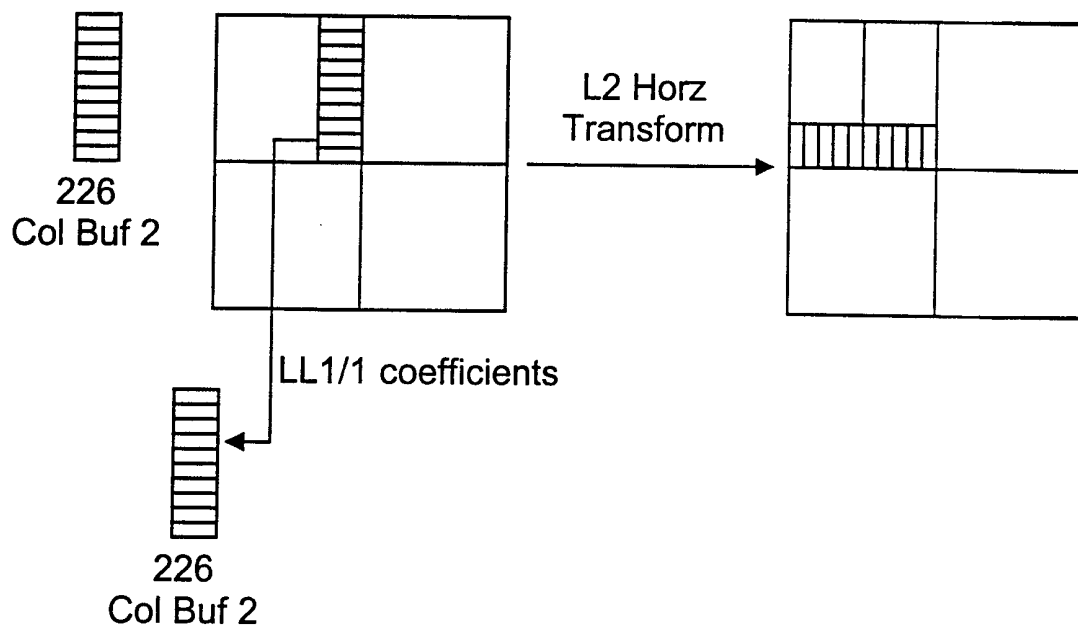 226
Col Buf 2
L2 Horz
Transform
LL1/1 coefficients
226
Col Buf 2